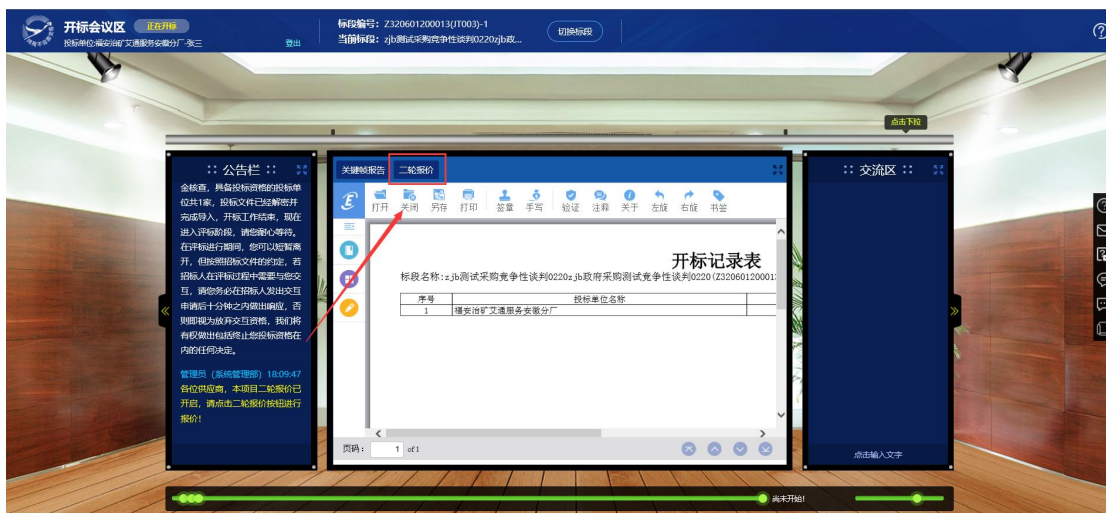 开标会议区 正在开标
投标单位:福安冶矿艾通服务安徽分厂-张三 登出
标段编号：Z320601200013(JT003)-1
当前标段：zjb测试采购竞争性谈判0220zjb政...
切换标段
点击下拉
:: 公告栏 ::
金核查，具备投标资格的投标单
位共1家，投标文件已经解密并
完成导入，开标工作结束，现在
进入评标阶段，请您耐心等待。
在评标进行期间，您可以短暂离
开，但按照招标文件的约定，若
招标人在评标过程中需要与您交
互，请您务必在招标人发出交互
申请后十分钟之内做出响应，否
则即视为放弃交互资格，我们将
有权做出包括终止您投标资格在
内的任何决定。
管理员（系统管理部）18:09:47
各位供应商，本项目二轮报价已
开启，请点击二轮报价按钮进行
报价！
关键帧报告 二轮报价
打开 关闭 另存 打印 签章 手写 验证 注释 关于 左旋 右旋 书签
开标记录表
标段名称:zjb测试采购竞争性谈判0220zjb政府采购测试竞争性谈判0220(Z32060120001
序号 投标单位名称
1 福安冶矿艾通服务安徽分厂
页码： 1 of1
:: 交流区 ::
点击输入文字
尚未开始!